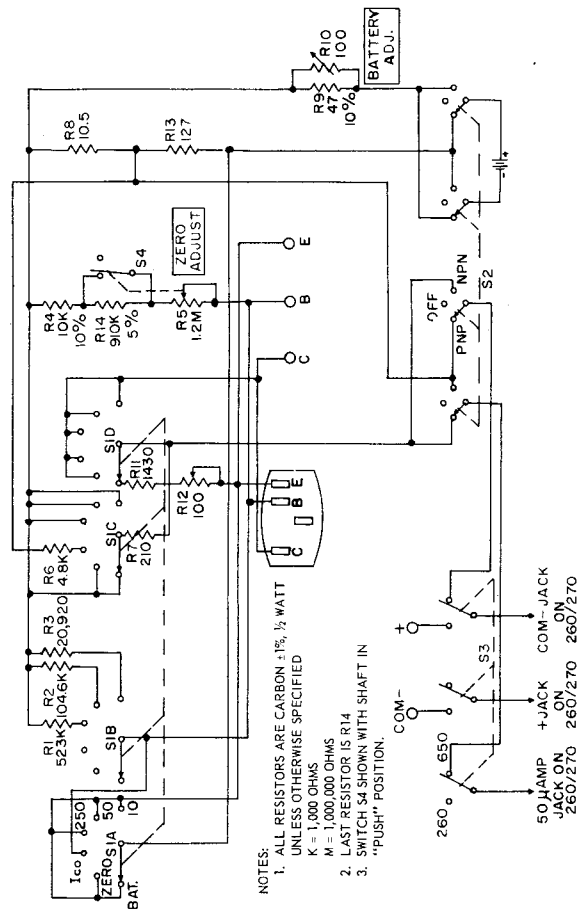 R10
100
R9
47
10%
BATTERY
ADJ.
R8
10.5
R13
127
R4
10K
10%
R14
910K
5%
S4
R5
1.2M
ZERO
ADJUST
C
B
E
OFF
PNP
NPN
S2
-
+
R1
523K
R2
104.6K
R3
20,920
R6
4.8K
S1C
R7
210
S1D
R11
1430
R12
100
C
B
E
S1B
Ico
250
50
10
ZERO
S1A
BAT.
NOTES:
1. ALL RESISTORS ARE CARBON ±1%, ½ WATT
UNLESS OTHERWISE SPECIFIED
K = 1,000 OHMS
M = 1,000,000 OHMS
2. LAST RESISTOR IS R14
3. SWITCH S4 SHOWN WITH SHAFT IN
"PUSH" POSITION.
260
650
COM-
+
S3
50 µAMP
JACK ON
260/270
+JACK
ON
260/270
COM-JACK
ON
260/270